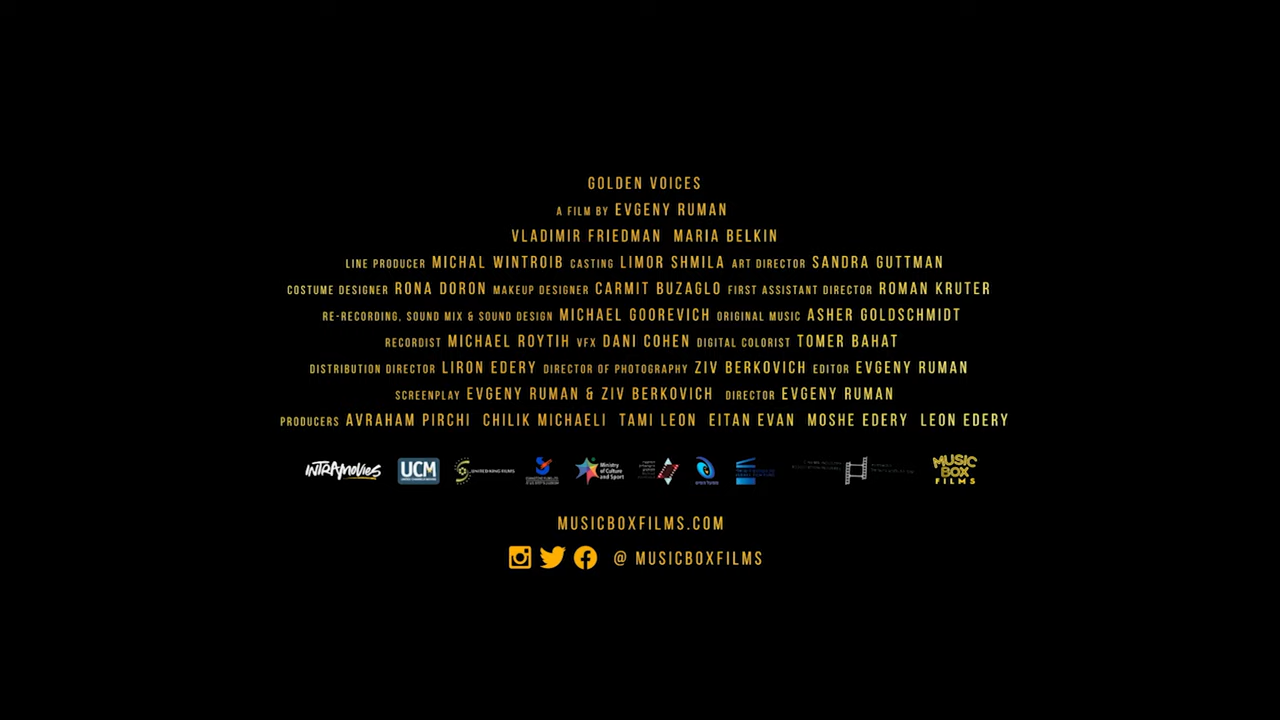 GOLDEN VOICES
A FILM BY EVGENY RUMAN
VLADIMIR FRIEDMAN MARIA BELKIN
LINE PRODUCER MICHAL WINTROIB CASTING LIMOR SHMILA ART DIRECTOR SANDRA GUTTMAN
COSTUME DESIGNER RONA DORON MAKEUP DESIGNER CARMIT BUZAGLO FIRST ASSISTANT DIRECTOR ROMAN KRUTER
RE-RECORDING, SOUND MIX & SOUND DESIGN MICHAEL GOOREVICH ORIGINAL MUSIC ASHER GOLDSCHMIDT
RECORDIST MICHAEL ROYTIH VFX DANI COHEN DIGITAL COLORIST TOMER BAHAT
DISTRIBUTION DIRECTOR LIRON EDERY DIRECTOR OF PHOTOGRAPHY ZIV BERKOVICH EDITOR EVGENY RUMAN
SCREENPLAY EVGENY RUMAN & ZIV BERKOVICH DIRECTOR EVGENY RUMAN
PRODUCERS AVRAHAM PIRCHI CHILIK MICHAELI TAMI LEON EITAN EVAN MOSHE EDERY LEON EDERY
INTRAMOVIES UCM UNITED KING FILMS Ministry of Culture and Sport MUSIC BOX FILMS
MUSICBOXFILMS.COM
@ MUSICBOXFILMS